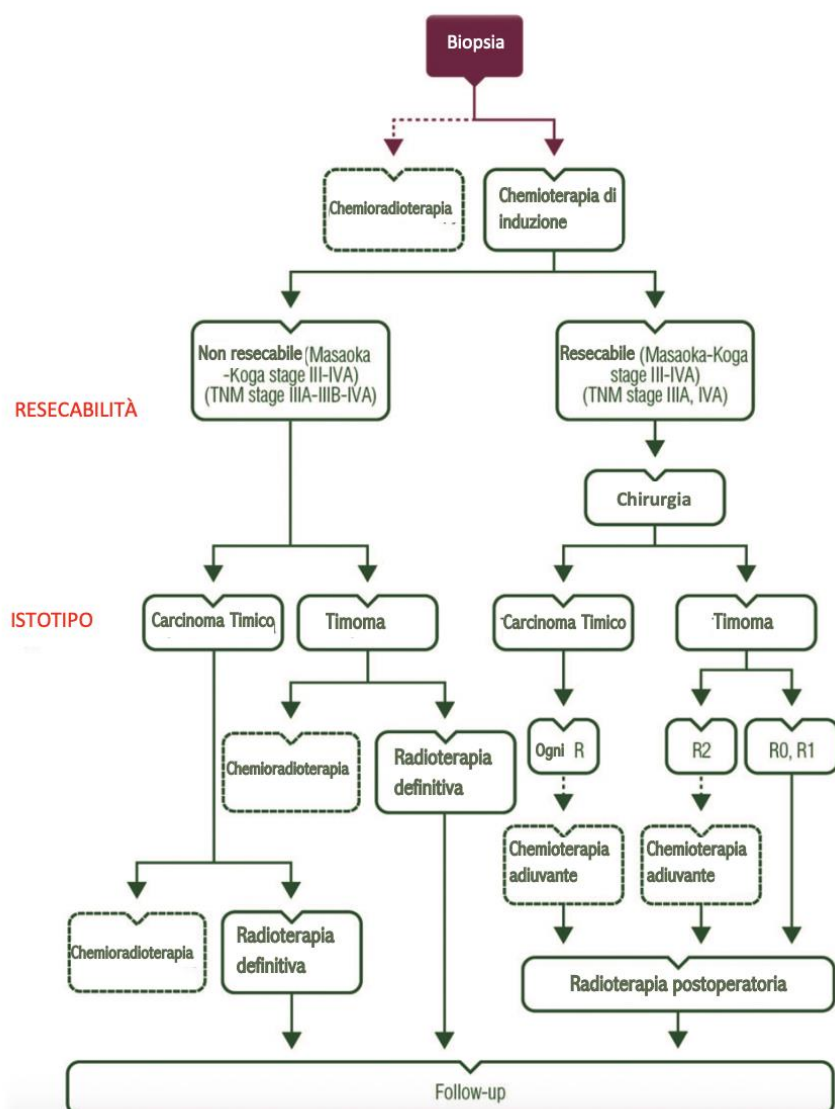 Biopsia
Chemioradioterapia
Chemioterapia di
induzione
Non resecabile (Masaoka
-Koga stage III-IVA)
(TNM stage IIIA-IIIB-IVA)
Resecabile (Masaoka-Koga
stage III-IVA)
(TNM stage IIIA, IVA)
RESECABILITÀ
Chirurgia
ISTOTIPO
Carcinoma Timico
Timoma
Carcinoma Timico
Timoma
Chemioradioterapia
Radioterapia
definitiva
Ogni R
R2
R0, R1
Chemioterapia
adiuvante
Chemioterapia
adiuvante
Chemioradioterapia
Radioterapia
definitiva
Radioterapia postoperatoria
Follow-up